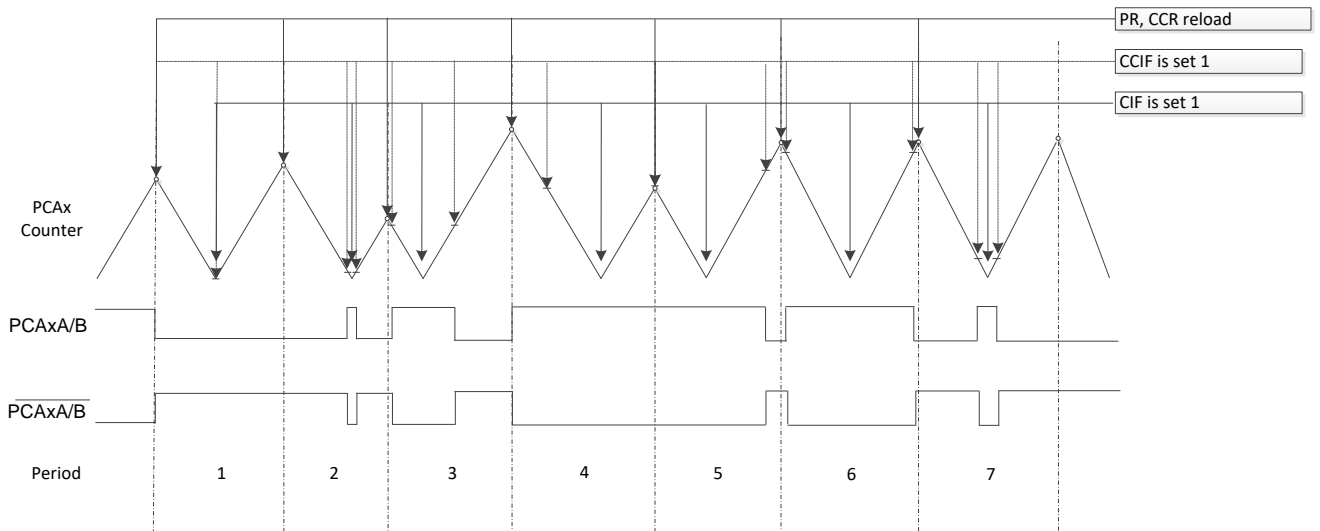 PR, CCR reload
CCIF is set 1
CIF is set 1
PCAx
Counter
PCAxA/B
PCAxA/B
Period 1 2 3 4 5 6 7